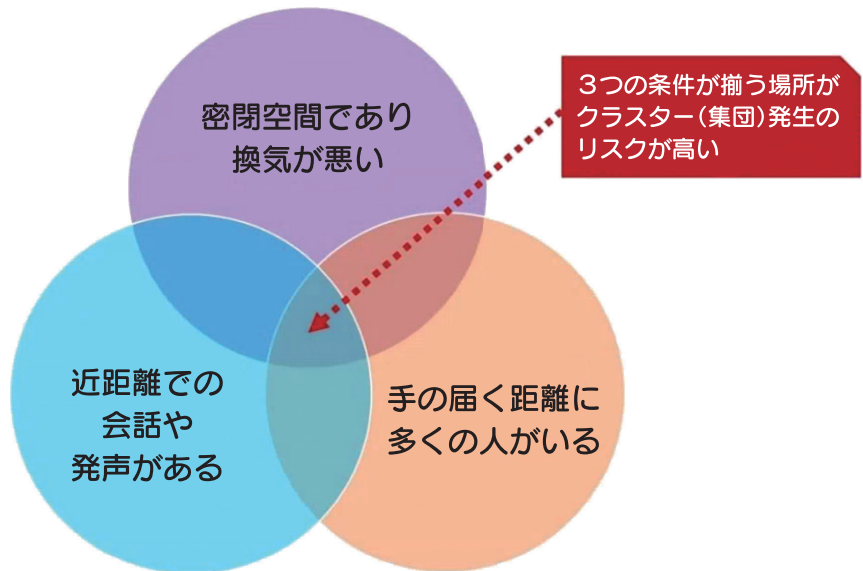 密閉空間であり
換気が悪い
３つの条件が揃う場所が
クラスター（集団）発生の
リスクが高い
近距離での
会話や
発声がある
手の届く距離に
多くの人がいる